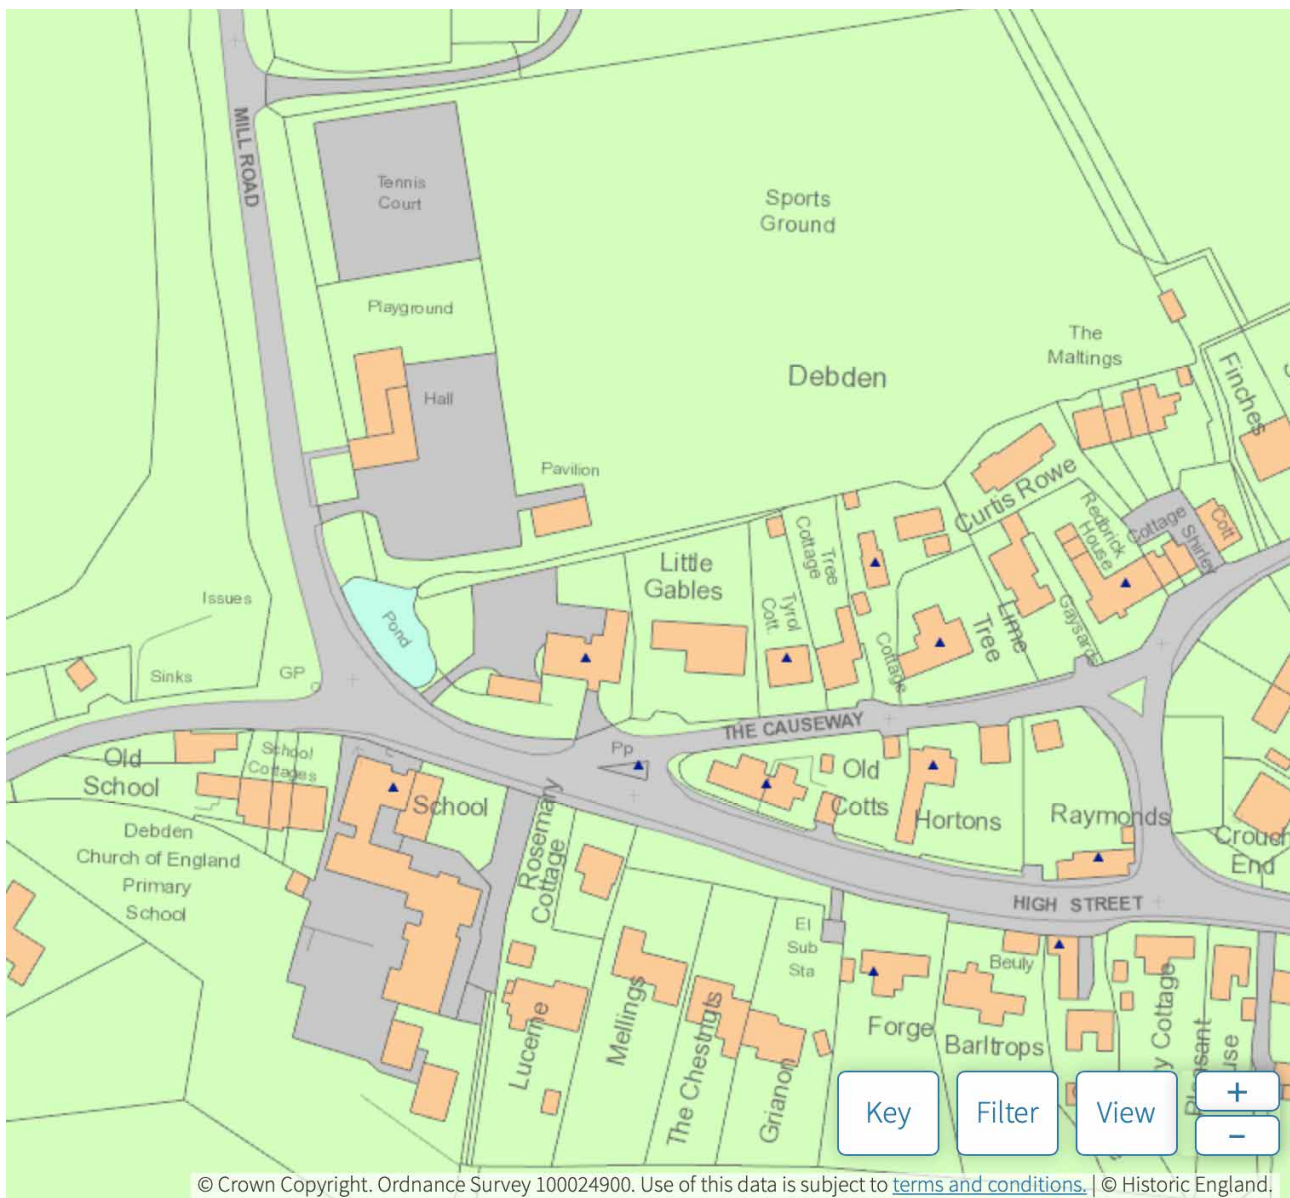 MILL ROAD
Tennis
Court
Sports
Ground
Playground
The
Maltings
Finches
Debden
Hall
Pavilion
Curtis Rowe
Redbrick
House
Cottage
Shirley
Cott
Little
Gables
Tree
Cottage
Tyrol
Cott.
Issues
Pond
Cottage
Lime
Tree
Gaysards
Sinks
GP
THE CAUSEWAY
Pp
Old
School
School
Cottages
School
Rosemary
Cottage
Old
Cotts
Hortons
Raymonds
Crouch
End
Debden
Church of England
Primary
School
HIGH STREET
El
Sub
Sta
Beuly
Lucerne
Mellings
The Chestnuts
Grianon
Forge
Barltrops
y Cottage
Key
Filter
View
+
−
© Crown Copyright. Ordnance Survey 100024900. Use of this data is subject to terms and conditions. | © Historic England.